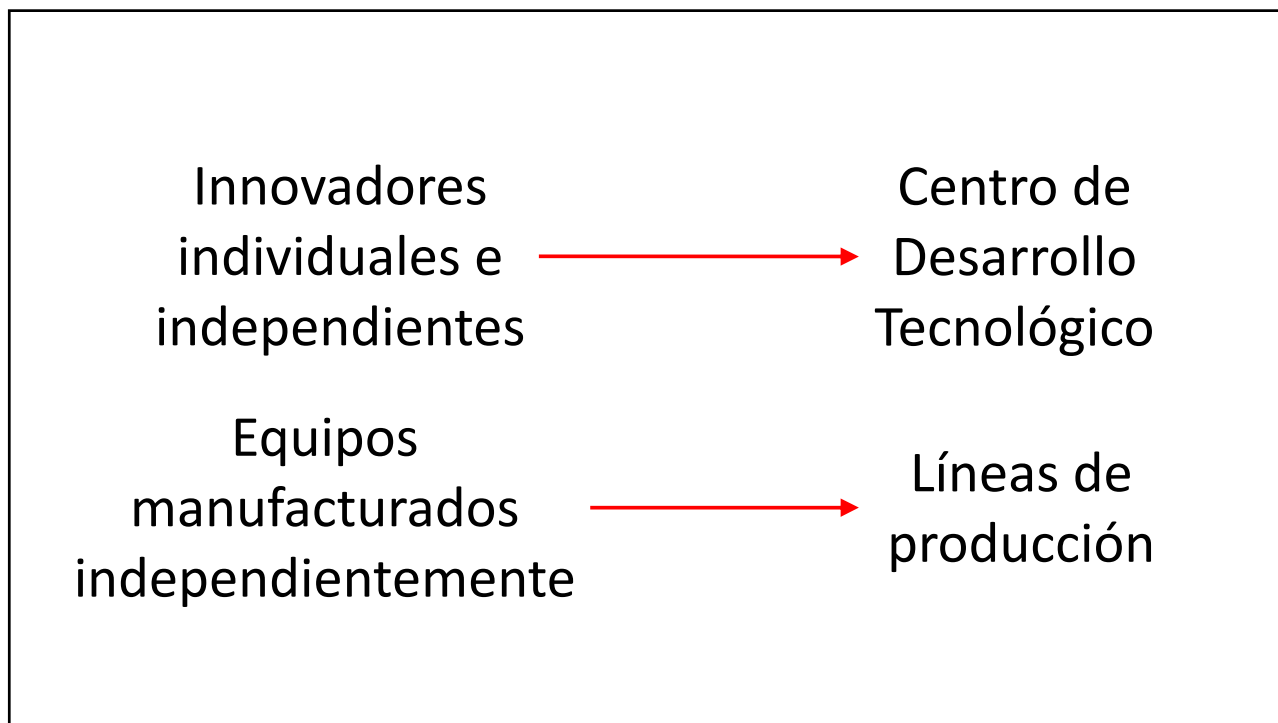 Innovadores
individuales e
independientes
Centro de
Desarrollo
Tecnológico
Equipos
manufacturados
independientemente
Líneas de
producción